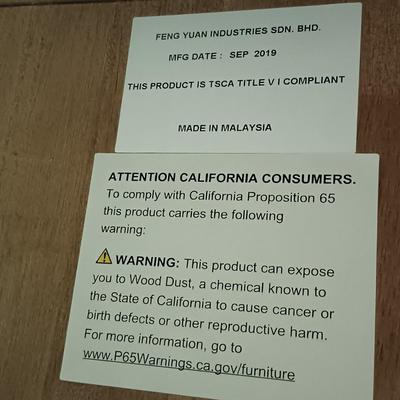 FENG YUAN INDUSTRIES SDN. BHD.
MFG DATE : SEP 2019
THIS PRODUCT IS TSCA TITLE V I COMPLIANT
MADE IN MALAYSIA
ATTENTION CALIFORNIA CONSUMERS.
To comply with California Proposition 65
this product carries the following
warning:
WARNING: This product can expose
you to Wood Dust, a chemical known to
the State of California to cause cancer or
birth defects or other reproductive harm.
For more information, go to
www.P65Warnings.ca.gov/furniture